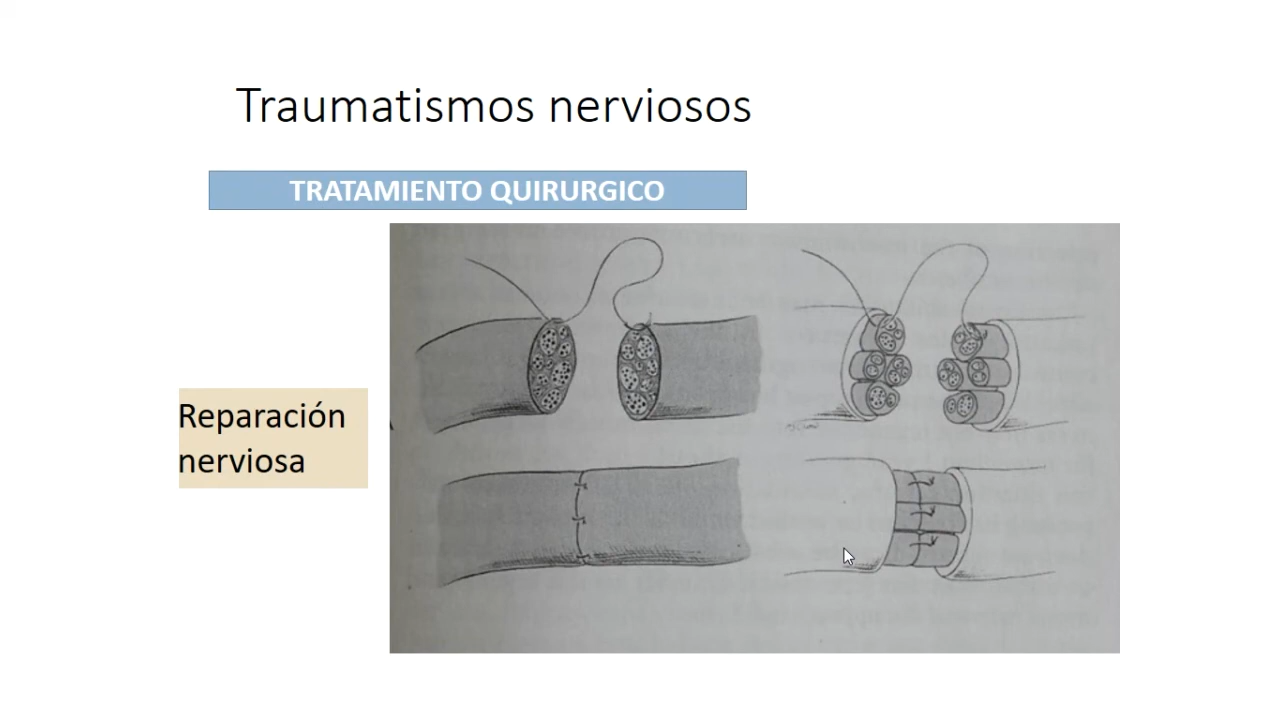 Traumatismos nerviosos
TRATAMIENTO QUIRURGICO
Reparación
nerviosa